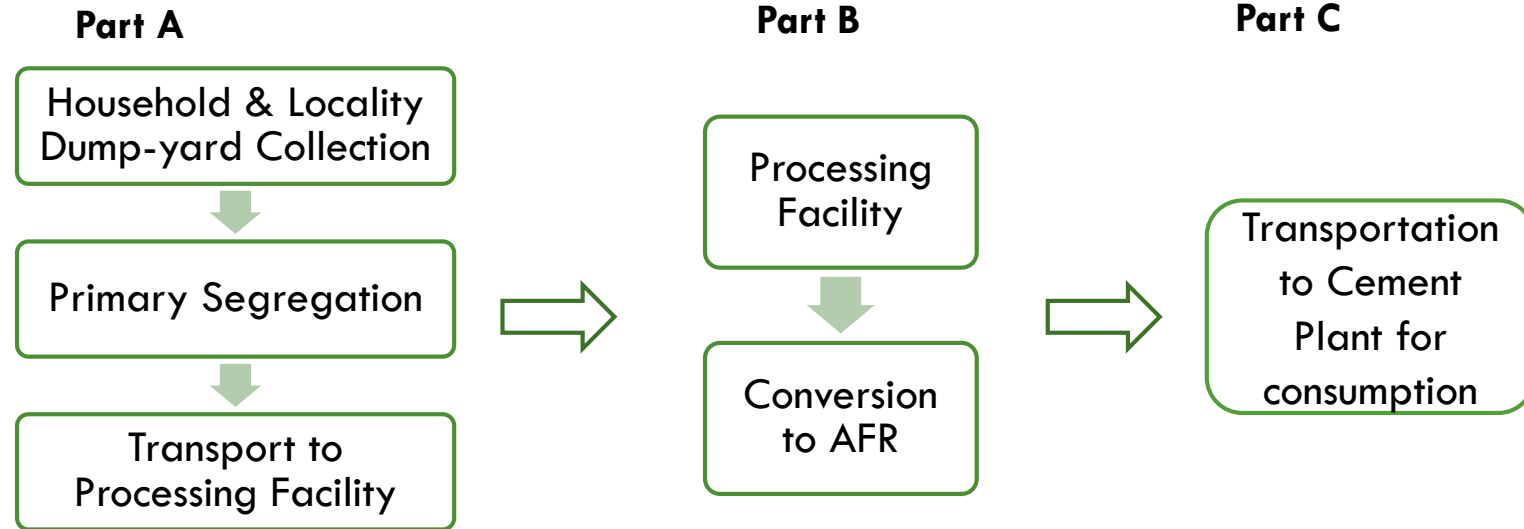 Part A
Household & Locality
Dump-yard Collection
Primary Segregation
Transport to
Processing Facility
Part B
Processing
Facility
Conversion
to AFR
Part C
Transportation
to Cement
Plant for
consumption